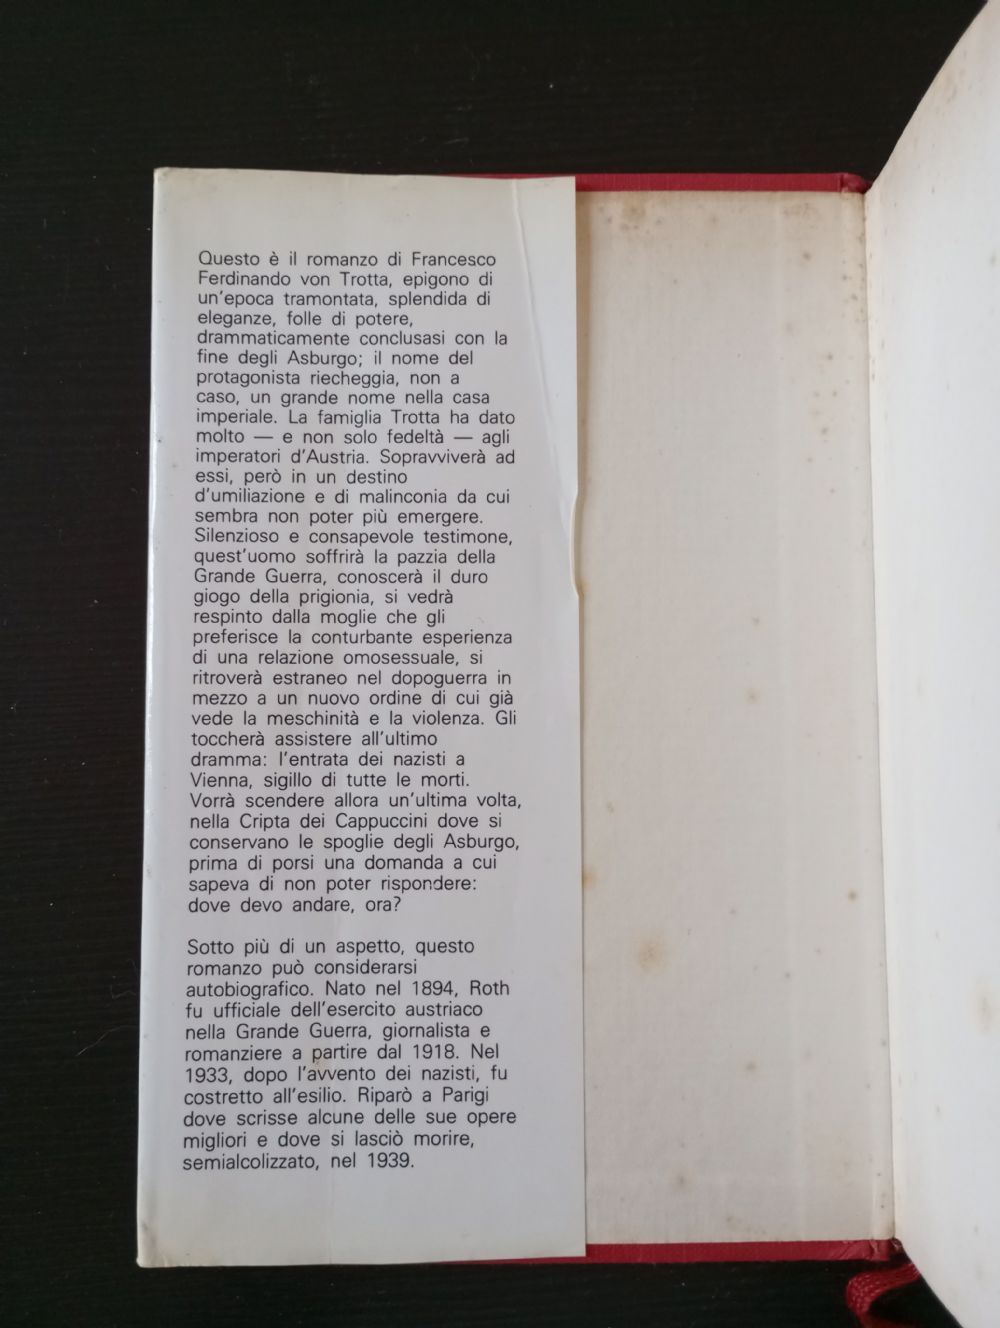 Questo è il romanzo di Francesco
Ferdinando von Trotta, epigono di
un'epoca tramontata, splendida di
eleganze, folle di potere,
drammaticamente conclusasi con la
fine degli Asburgo; il nome del
protagonista riecheggia, non a
caso, un grande nome nella casa
imperiale. La famiglia Trotta ha dato
molto — e non solo fedeltà — agli
imperatori d'Austria. Sopravviverà ad
essi, però in un destino
d'umiliazione e di malinconia da cui
sembra non poter più emergere.
Silenzioso e consapevole testimone,
quest'uomo soffrirà la pazzia della
Grande Guerra, conoscerà il duro
giogo della prigionia, si vedrà
respinto dalla moglie che gli
preferisce la conturbante esperienza
di una relazione omosessuale, si
ritroverà estraneo nel dopoguerra in
mezzo a un nuovo ordine di cui già
vede la meschinità e la violenza. Gli
toccherà assistere all'ultimo
dramma: l'entrata dei nazisti a
Vienna, sigillo di tutte le morti.
Vorrà scendere allora un'ultima volta,
nella Cripta dei Cappuccini dove si
conservano le spoglie degli Asburgo,
prima di porsi una domanda a cui
sapeva di non poter rispondere:
dove devo andare, ora?
Sotto più di un aspetto, questo
romanzo può considerarsi
autobiografico. Nato nel 1894, Roth
fu ufficiale dell'esercito austriaco
nella Grande Guerra, giornalista e
romanziere a partire dal 1918. Nel
1933, dopo l'avvento dei nazisti, fu
costretto all'esilio. Riparò a Parigi
dove scrisse alcune delle sue opere
migliori e dove si lasciò morire,
semialcolizzato, nel 1939.